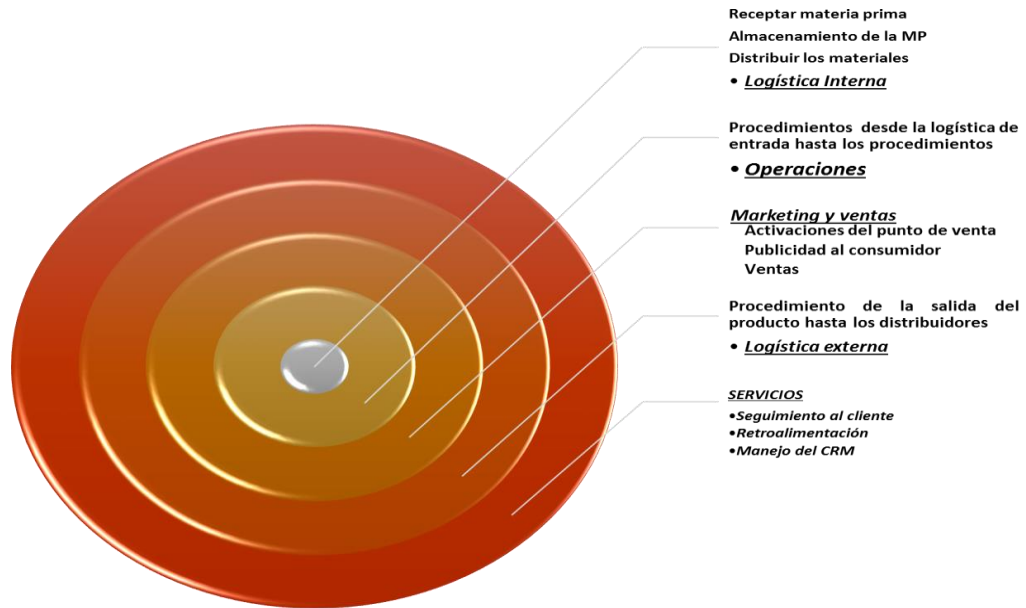 Receptar materia prima
Almacenamiento de la MP
Distribuir los materiales
• Logística Interna
Procedimientos desde la logística de
entrada hasta los procedimientos
• Operaciones
Marketing y ventas
Activaciones del punto de venta
Publicidad al consumidor
Ventas
Procedimiento de la salida del
producto hasta los distribuidores
• Logística externa
SERVICIOS
•Seguimiento al cliente
•Retroalimentación
•Manejo del CRM